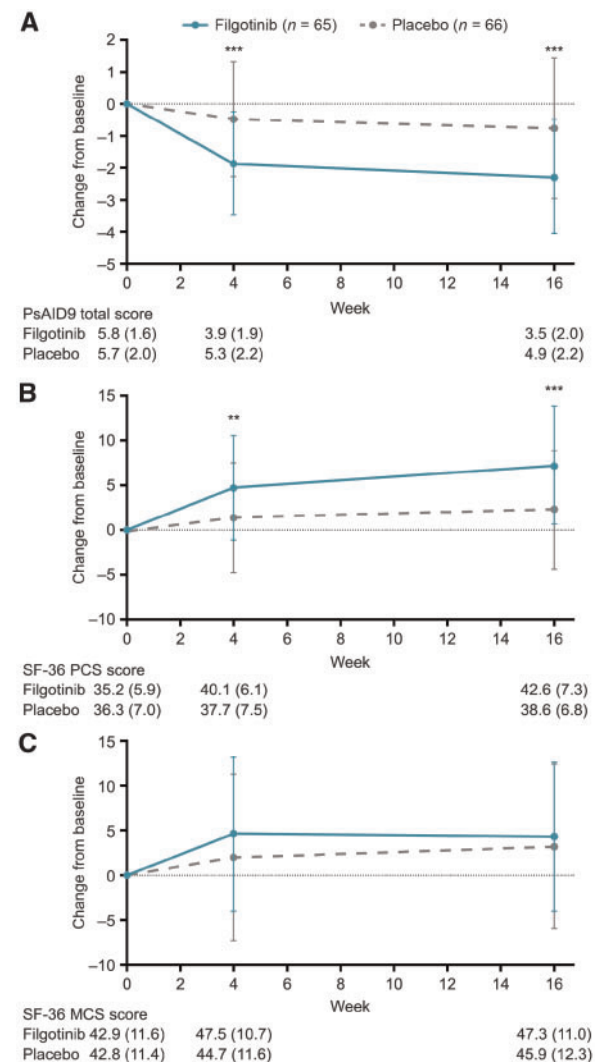 A
Filgotinib (n = 65) Placebo (n = 66)
*** ***
2
1
0
–1
–2
–3
–4
–5
Change from baseline
0 2 4 6 8 10 12 14 16
Week
PsAID9 total score
Filgotinib 5.8 (1.6) 3.9 (1.9) 3.5 (2.0)
Placebo 5.7 (2.0) 5.3 (2.2) 4.9 (2.2)
B
** ***
15
10
5
0
–5
–10
Change from baseline
0 2 4 6 8 10 12 14 16
Week
SF-36 PCS score
Filgotinib 35.2 (5.9) 40.1 (6.1) 42.6 (7.3)
Placebo 36.3 (7.0) 37.7 (7.5) 38.6 (6.8)
C
15
10
5
0
–5
–10
Change from baseline
0 2 4 6 8 10 12 14 16
Week
SF-36 MCS score
Filgotinib 42.9 (11.6) 47.5 (10.7) 47.3 (11.0)
Placebo 42.8 (11.4) 44.7 (11.6) 45.9 (12.3)